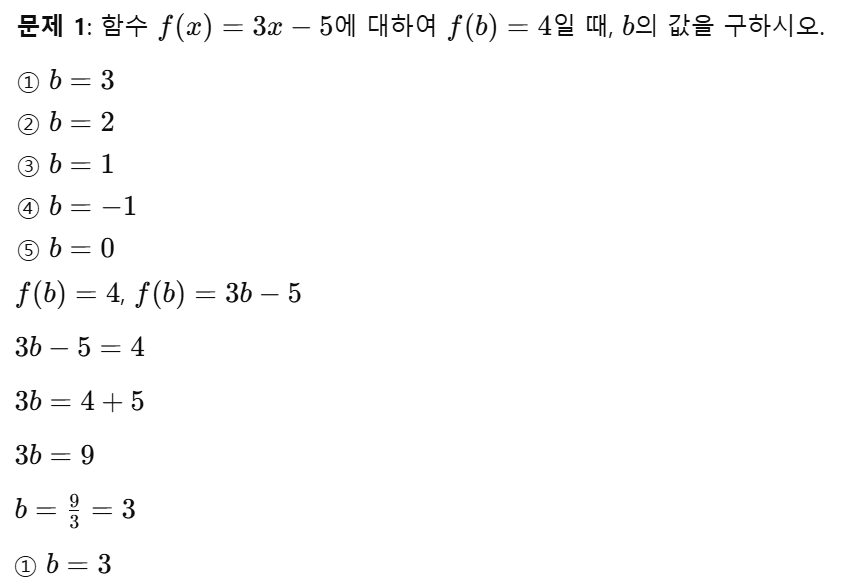 문제 1: 함수 f(x) = 3x − 5에 대하여 f(b) = 4일 때, b의 값을 구하시오.
① b = 3
② b = 2
③ b = 1
④ b = −1
⑤ b = 0
f(b) = 4, f(b) = 3b − 5
3b − 5 = 4
3b = 4 + 5
3b = 9
b = 9/3 = 3
① b = 3